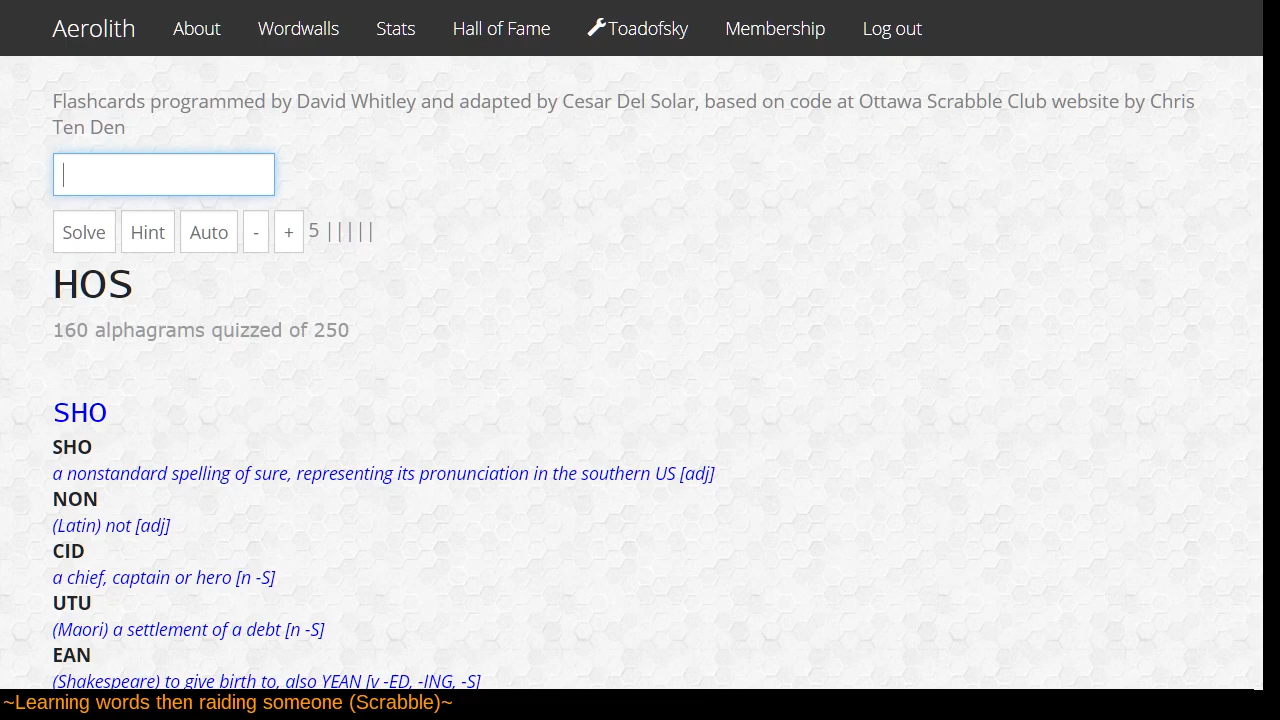 Aerolith About Wordwalls Stats Hall of Fame Toadofsky Membership Log out
Flashcards programmed by David Whitley and adapted by Cesar Del Solar, based on code at Ottawa Scrabble Club website by Chris
Ten Den
Solve Hint Auto - + 5 |||||
HOS
160 alphagrams quizzed of 250
SHO
SHO
a nonstandard spelling of sure, representing its pronunciation in the southern US [adj]
NON
(Latin) not [adj]
CID
a chief, captain or hero [n -S]
UTU
(Maori) a settlement of a debt [n -S]
EAN
(Shakespeare) to give birth to, also YEAN [v -ED, -ING, -S]
~Learning words then raiding someone (Scrabble)~